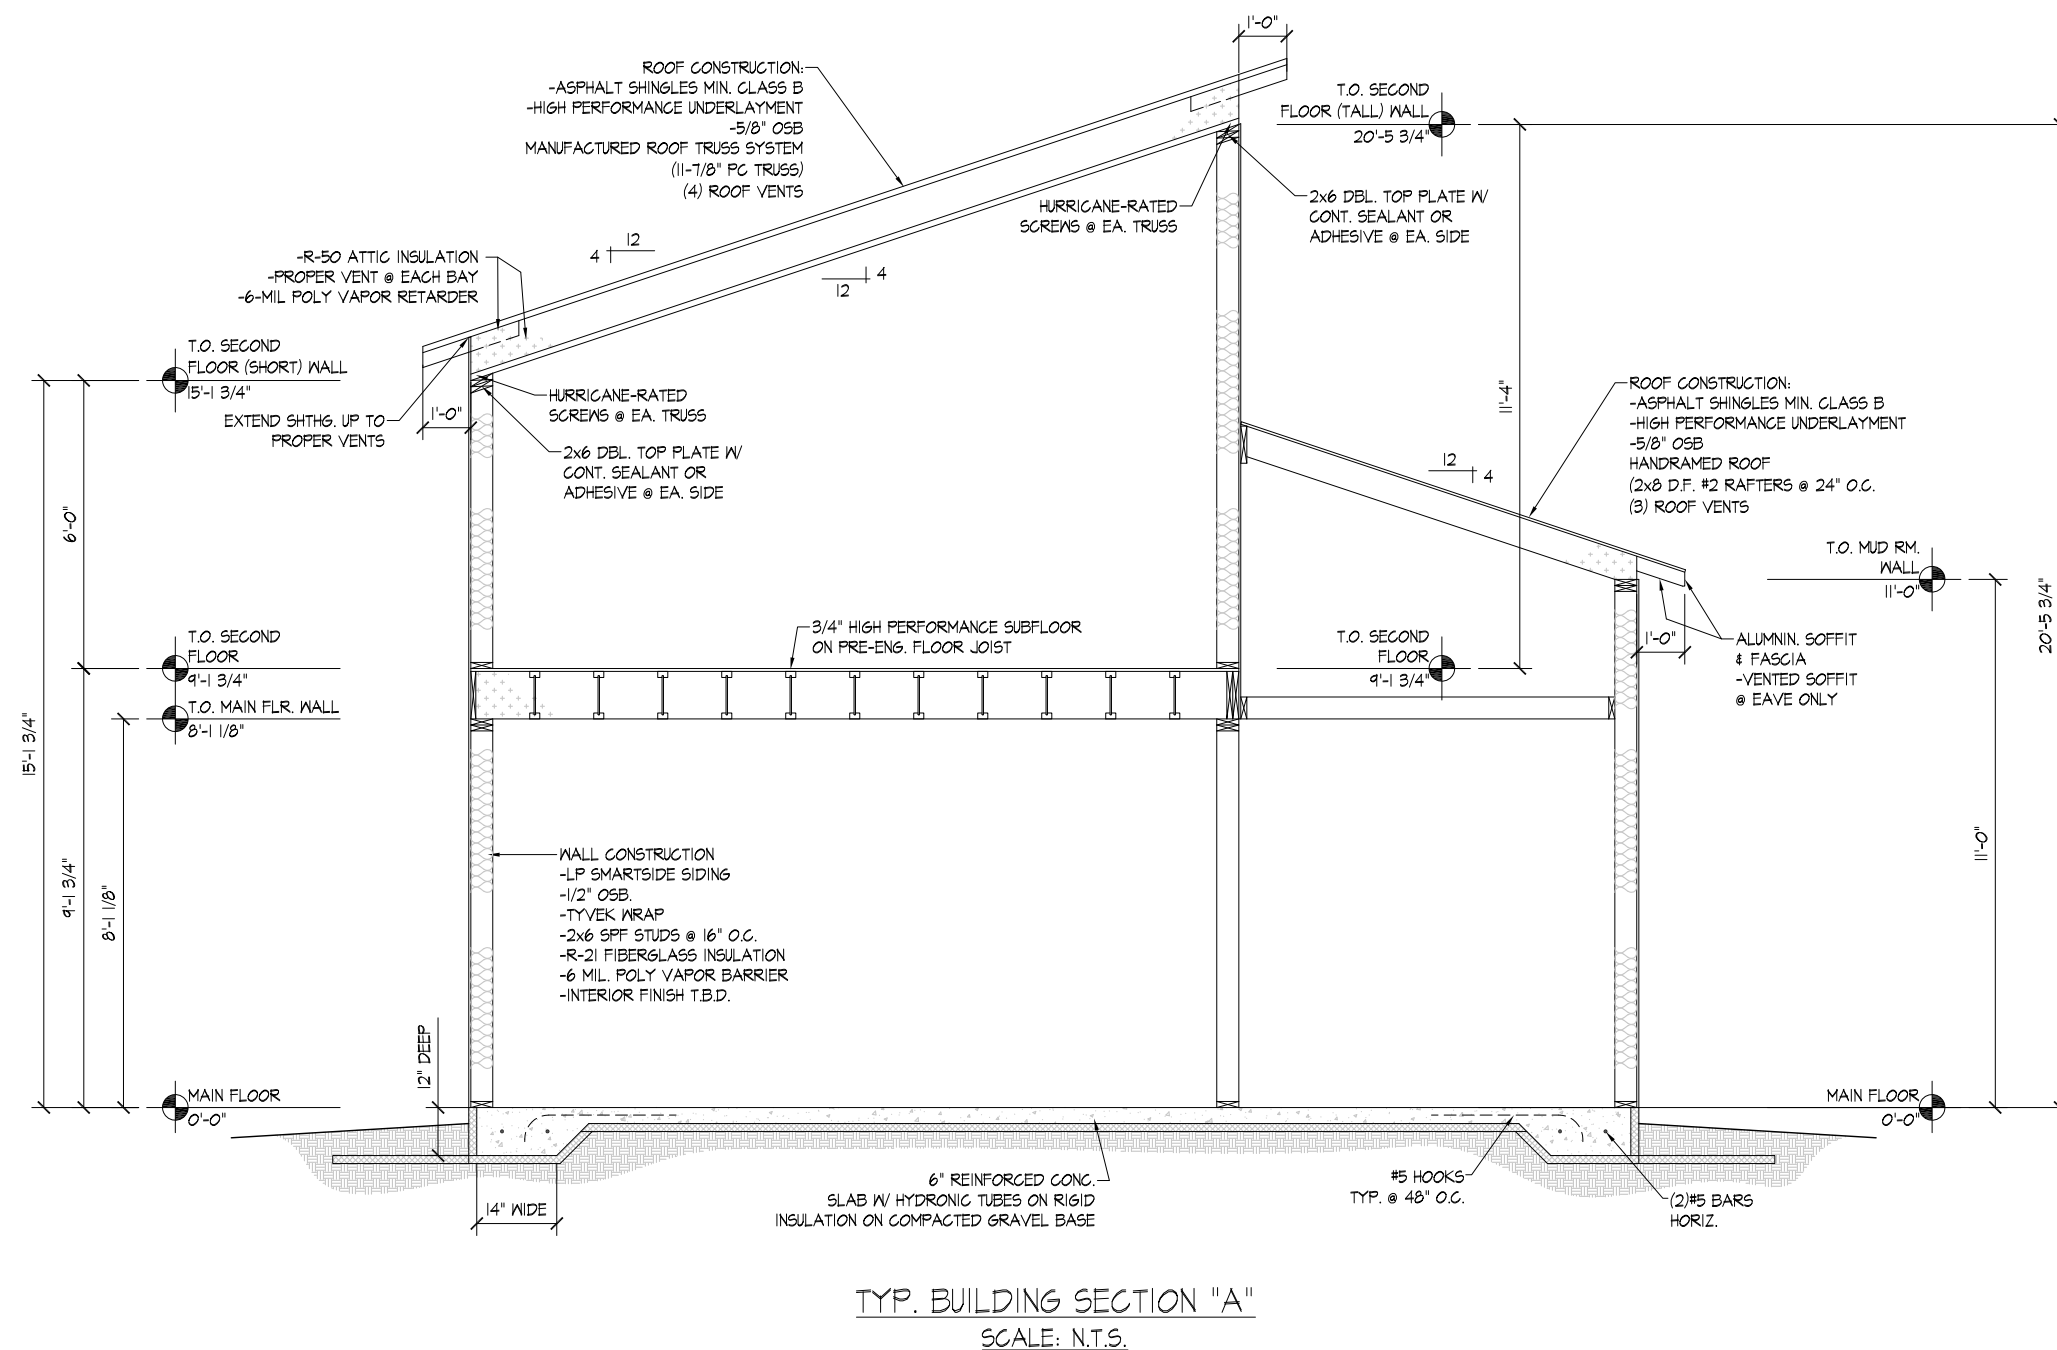 1'-0"
ROOF CONSTRUCTION:
-ASPHALT SHINGLES MIN. CLASS B
-HIGH PERFORMANCE UNDERLAYMENT
-5/8" OSB
MANUFACTURED ROOF TRUSS SYSTEM
(11-7/8" PC TRUSS)
(4) ROOF VENTS
T.O. SECOND
FLOOR (TALL) WALL
20'-5 3/4"
HURRICANE-RATED
SCREWS @ EA. TRUSS
2x6 DBL. TOP PLATE W/
CONT. SEALANT OR
ADHESIVE @ EA. SIDE
12
4
4
12
-R-50 ATTIC INSULATION
-PROPER VENT @ EACH BAY
-6-MIL POLY VAPOR RETARDER
T.O. SECOND
FLOOR (SHORT) WALL
15'-1 3/4"
EXTEND SHTHG. UP TO
PROPER VENTS
1'-0"
HURRICANE-RATED
SCREWS @ EA. TRUSS
2x6 DBL. TOP PLATE W/
CONT. SEALANT OR
ADHESIVE @ EA. SIDE
11'-4"
ROOF CONSTRUCTION:
-ASPHALT SHINGLES MIN. CLASS B
-HIGH PERFORMANCE UNDERLAYMENT
-5/8" OSB
HANDRAMED ROOF
(2x8 D.F. #2 RAFTERS @ 24" O.C.
(3) ROOF VENTS
12
4
6'-0"
T.O. MUD RM.
WALL
11'-0"
20'-5 3/4"
3/4" HIGH PERFORMANCE SUBFLOOR
ON PRE-ENG. FLOOR JOIST
T.O. SECOND
FLOOR
9'-1 3/4"
T.O. SECOND
FLOOR
9'-1 3/4"
T.O. MAIN FLR. WALL
8'-1 1/8"
1'-0"
ALUMNIN. SOFFIT
& FASCIA
-VENTED SOFFIT
@ EAVE ONLY
15'-1 3/4"
9'-1 3/4"
8'-1 1/8"
11'-0"
WALL CONSTRUCTION
-LP SMARTSIDE SIDING
-1/2" OSB.
-TYVEK WRAP
-2x6 SPF STUDS @ 16" O.C.
-R-21 FIBERGLASS INSULATION
-6 MIL. POLY VAPOR BARRIER
-INTERIOR FINISH T.B.D.
12" DEEP
MAIN FLOOR
0'-0"
MAIN FLOOR
0'-0"
14" WIDE
6" REINFORCED CONC.
SLAB W/ HYDRONIC TUBES ON RIGID
INSULATION ON COMPACTED GRAVEL BASE
#5 HOOKS
TYP. @ 48" O.C.
(2)#5 BARS
HORIZ.
TYP. BUILDING SECTION "A"
SCALE: N.T.S.